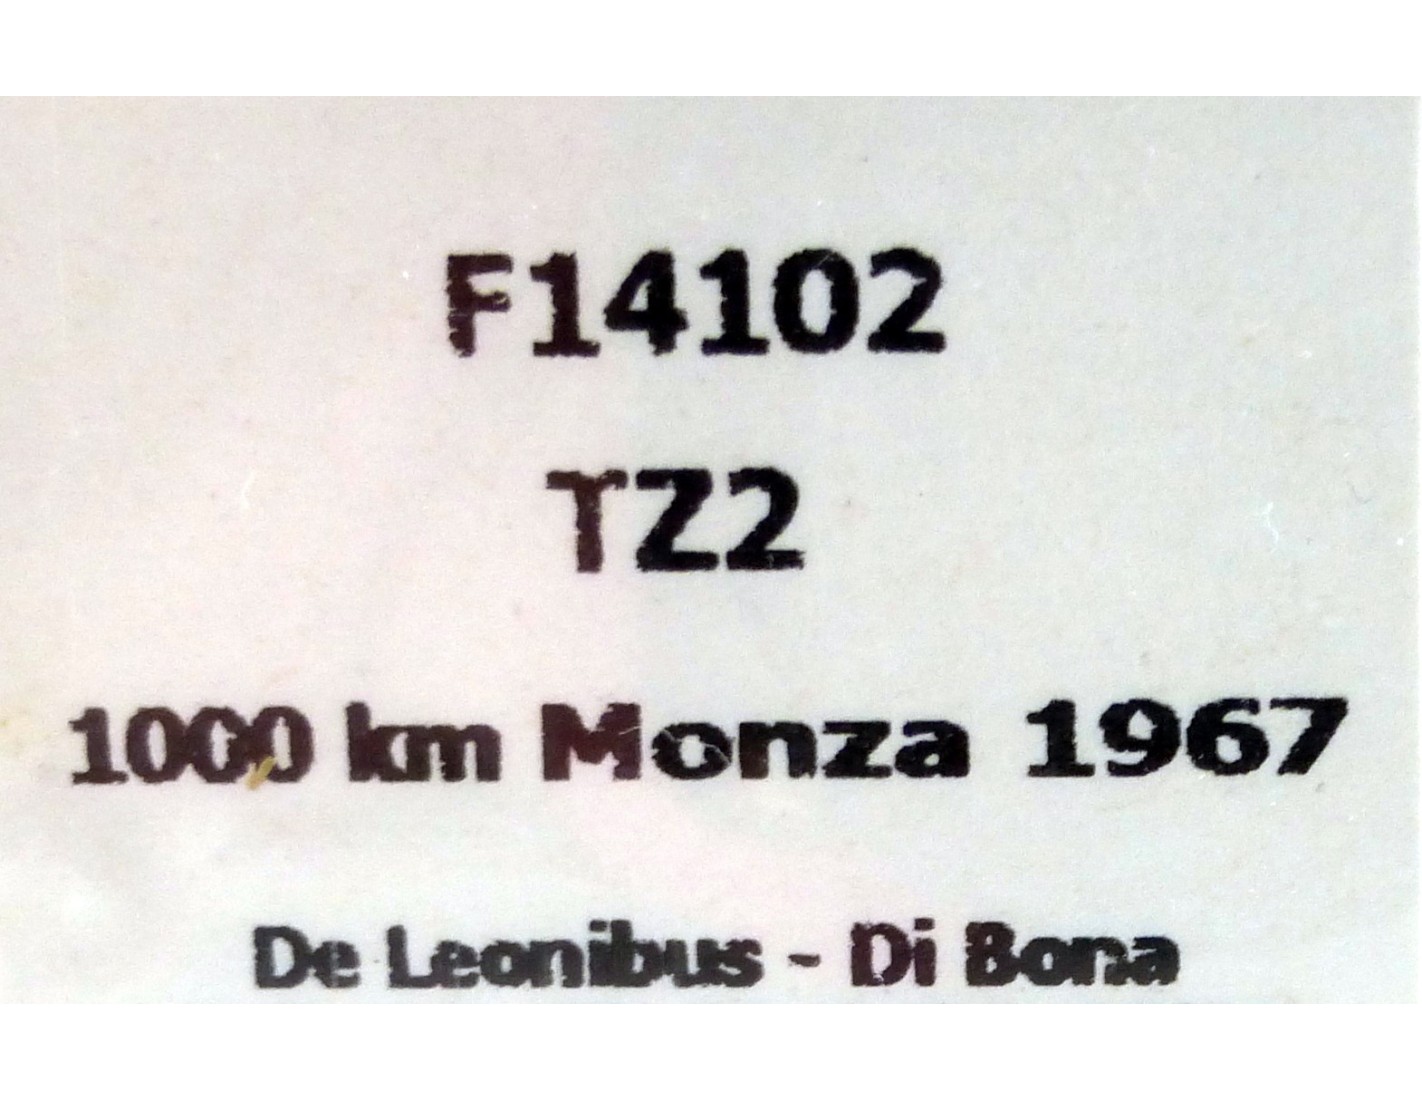 F14102
TZ2
1000 km Monza 1967
De Leonibus - Di Bona